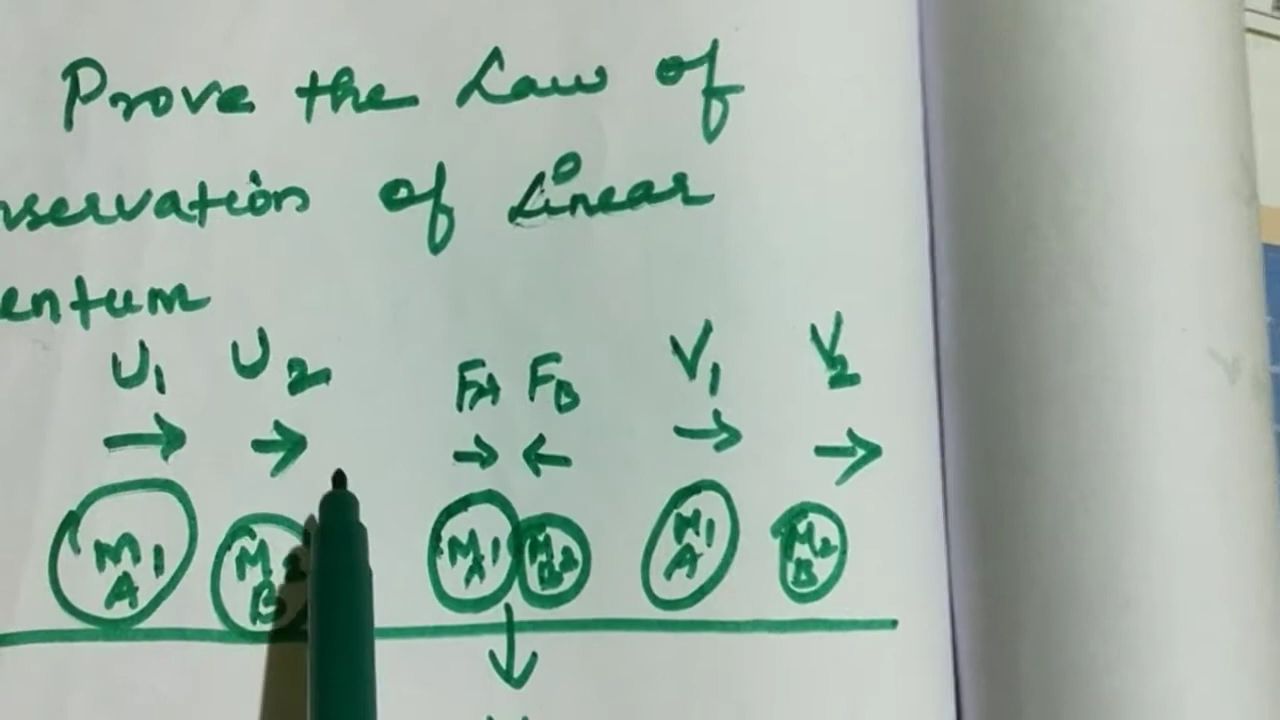 Prove the Law of
nservation of Linear
entum
U1 U2 FA FB V1 V2
M1 M2 M1 M2 M1 M2
A B A B A B